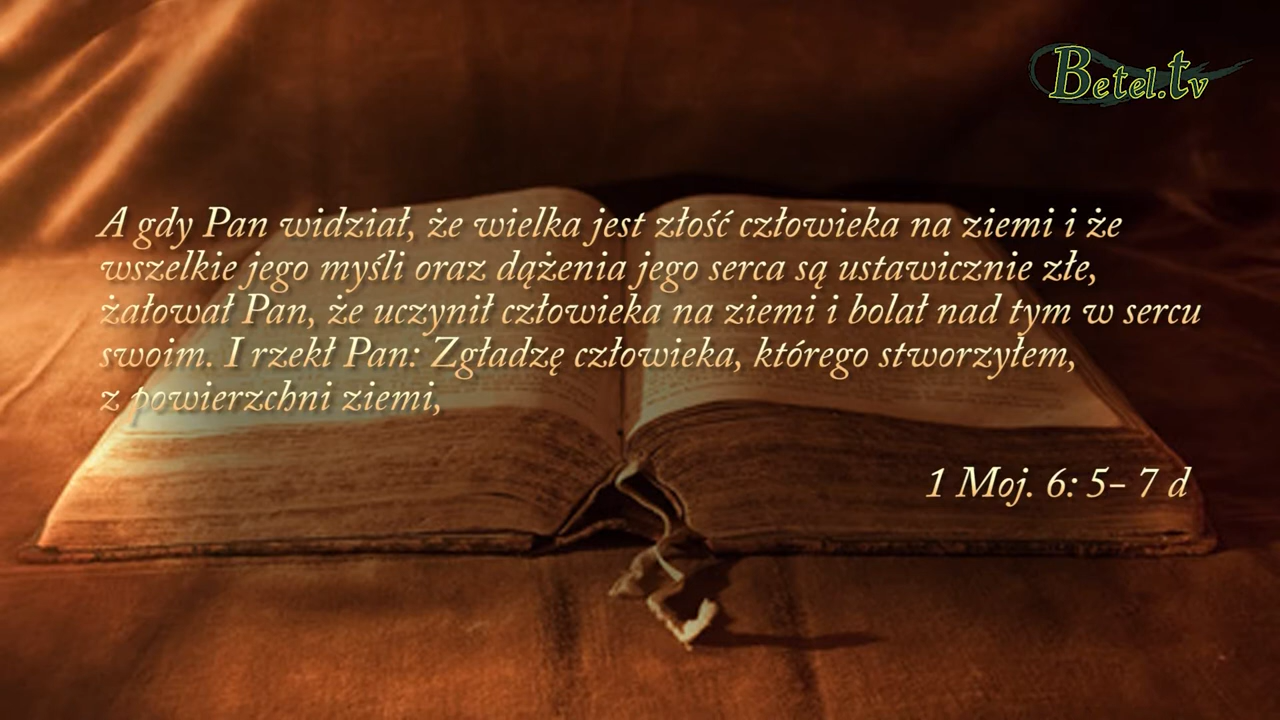 Betel.tv
A gdy Pan widział, że wielka jest złość człowieka na ziemi i że
wszelkie jego myśli oraz dążenia jego serca są ustawicznie złe,
żałował Pan, że uczynił człowieka na ziemi i bolał nad tym w sercu
swoim. I rzekł Pan: Zgładzę człowieka, którego stworzyłem,
z powierzchni ziemi,
1 Moj. 6: 5– 7 d